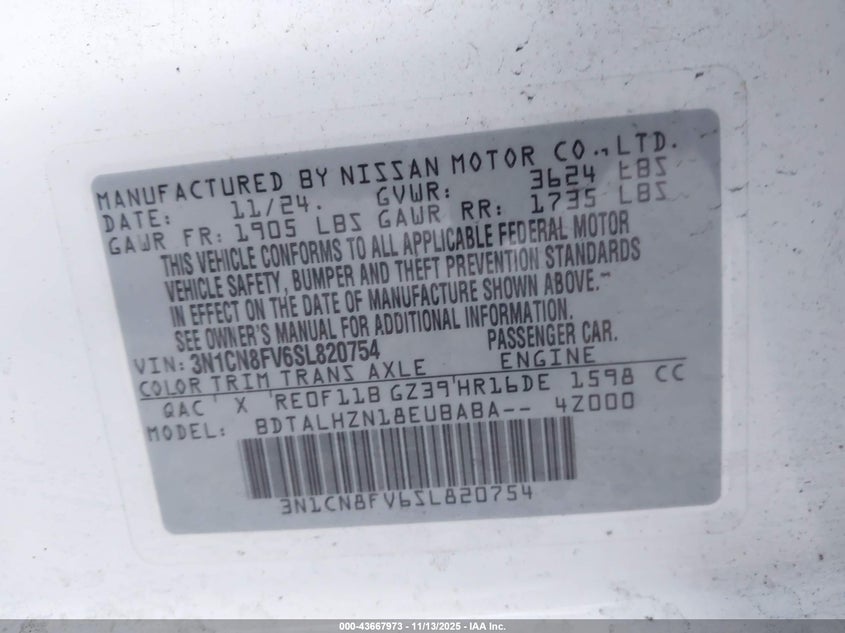 MANUFACTURED BY NISSAN MOTOR CO., LTD.
DATE: 11/24. GVWR: 3624 LBS
GAWR FR: 1905 LBS GAWR RR: 1735 LBS
THIS VEHICLE CONFORMS TO ALL APPLICABLE FEDERAL MOTOR
VEHICLE SAFETY, BUMPER AND THEFT PREVENTION STANDARDS
IN EFFECT ON THE DATE OF MANUFACTURE SHOWN ABOVE.
SEE OWNER'S MANUAL FOR ADDITIONAL INFORMATION.
VIN: 3N1CN8FV6SL820754 PASSENGER CAR.
COLOR TRIM TRANS AXLE ENGINE
QAC X RE0F11B GZ39 HR16DE 1598 CC
MODEL: BDTALHZN18EUBABA-- 4Z000
3N1CN8FV6SL820754
000-43667973 - 11/13/2025 - IAA Inc.